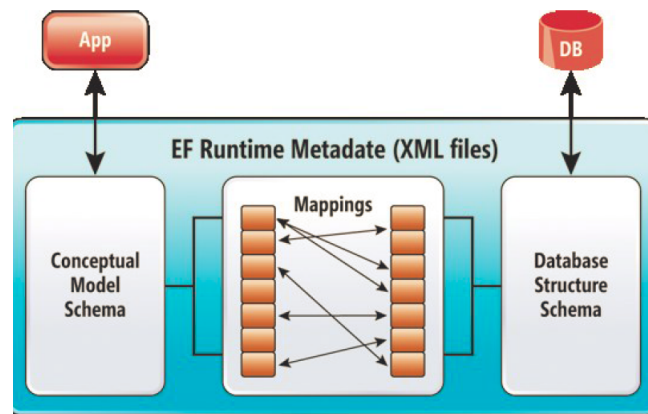 App
DB
EF Runtime Metadate (XML files)
Conceptual
Model
Schema
Mappings
Database
Structure
Schema